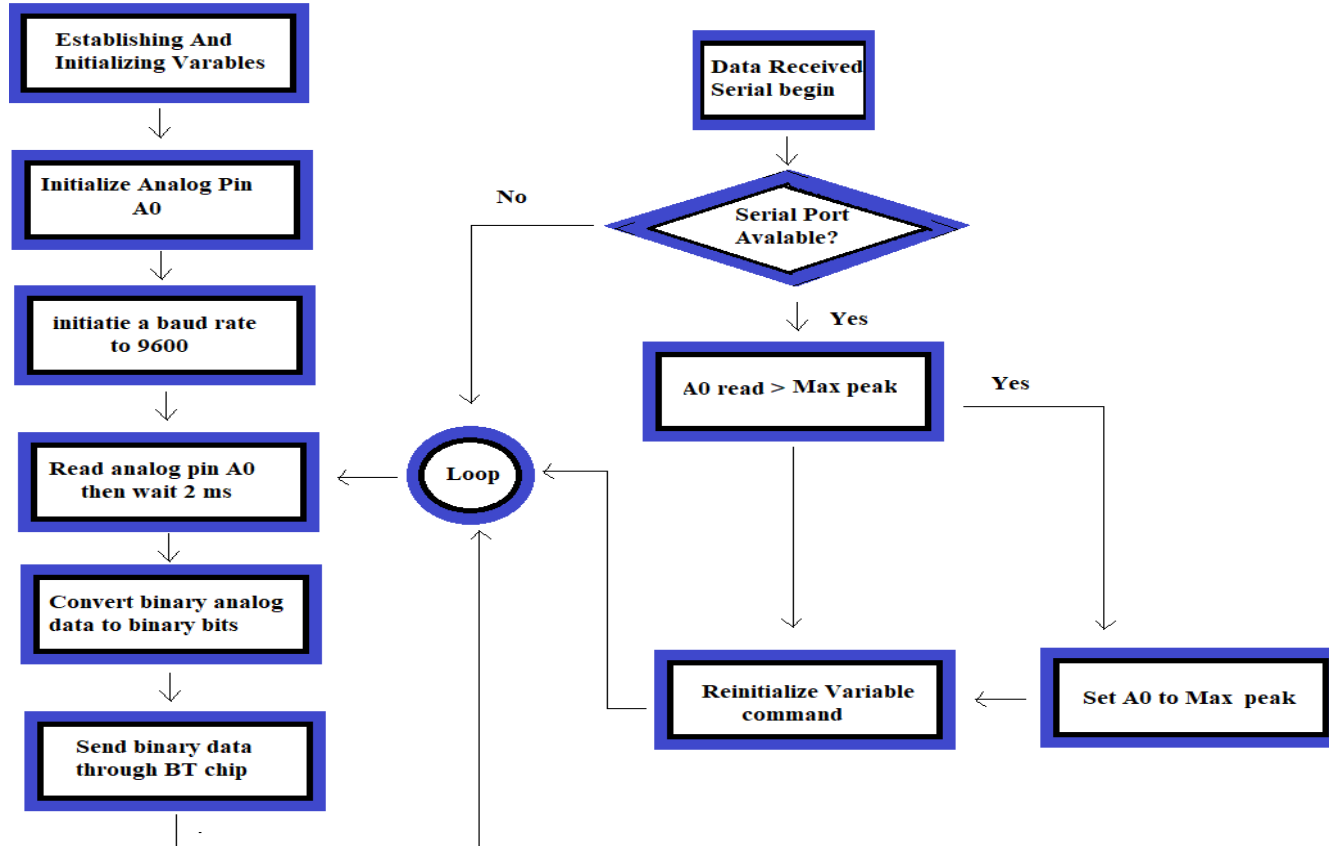 Establishing And
Initializing Varables
Initialize Analog Pin
A0
initiatie a baud rate
to 9600
Read analog pin A0
then wait 2 ms
Convert binary analog
data to binary bits
Send binary data
through BT chip
Loop
Data Received
Serial begin
No
Serial Port
Avalable?
Yes
A0 read > Max peak
Yes
Reinitialize Variable
command
Set A0 to Max peak